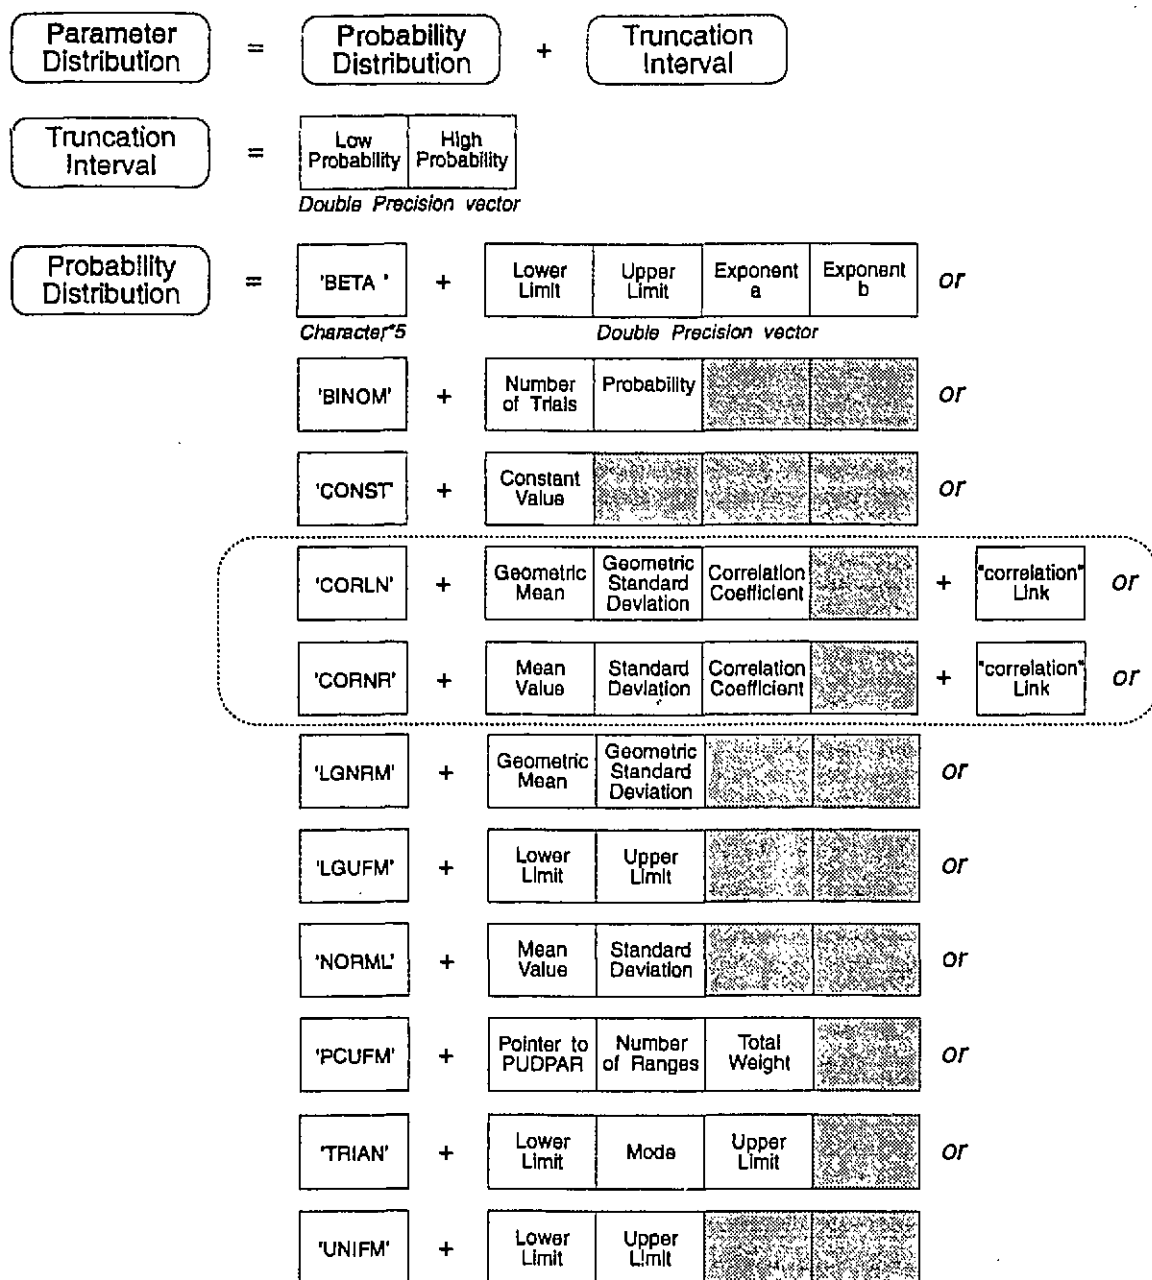 Parameter Distribution = Probability Distribution + Truncation Interval
Truncation Interval = Low Probability High Probability
Double Precision vector
Probability Distribution = 'BETA ' + Lower Limit Upper Limit Exponent a Exponent b or
Character*5 Double Precision vector
'BINOM' + Number of Trials Probability or
'CONST' + Constant Value or
'CORLN' + Geometric Mean Geometric Standard Deviation Correlation Coefficient + "correlation" Link or
'CORNR' + Mean Value Standard Deviation Correlation Coefficient + "correlation" Link or
'LGNRM' + Geometric Mean Geometric Standard Deviation or
'LGUFM' + Lower Limit Upper Limit or
'NORML' + Mean Value Standard Deviation or
'PCUFM' + Pointer to PUDPAR Number of Ranges Total Weight or
'TRIAN' + Lower Limit Mode Upper Limit or
'UNIFM' + Lower Limit Upper Limit